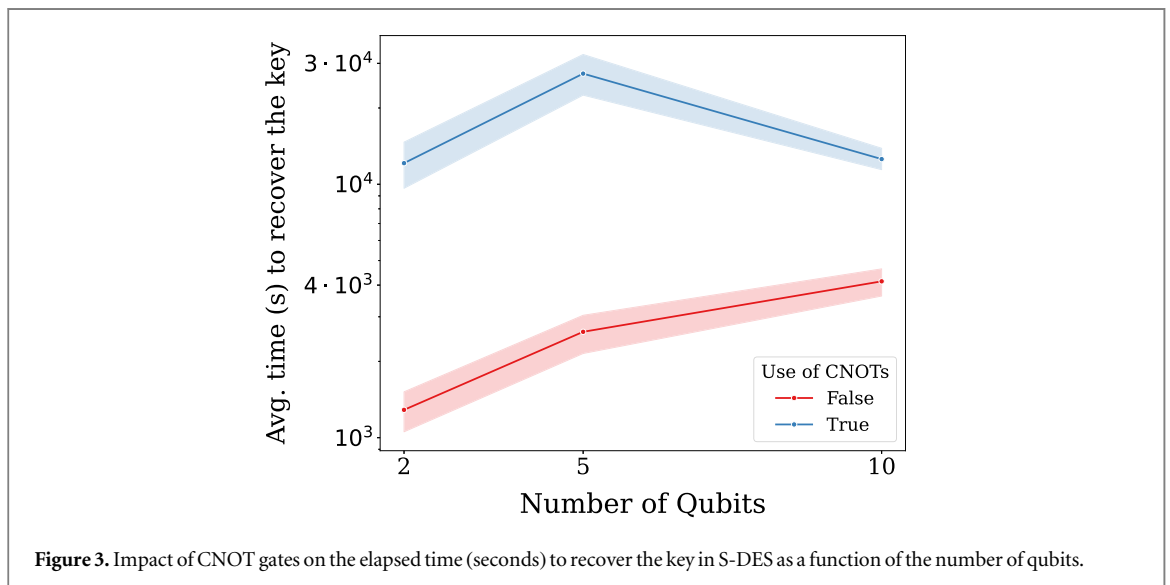 Avg. time (s) to recover the key
3 · 10⁴
10⁴
4 · 10³
10³
2 5 10
Number of Qubits
Use of CNOTs
False
True
Figure 3. Impact of CNOT gates on the elapsed time (seconds) to recover the key in S-DES as a function of the number of qubits.